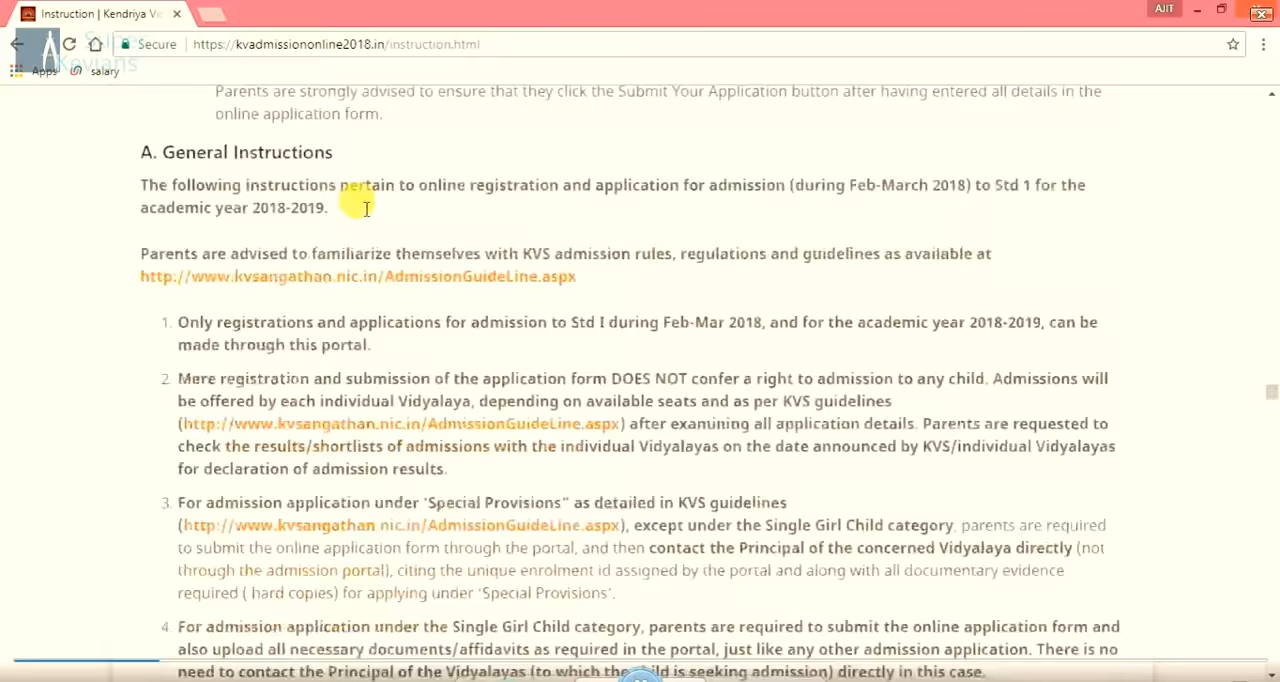 Instruction | Kendriya Vi
AJIT
Secure https://kvadmissiononline2018.in/instruction.html
Super
Kevians
Apps salary
Parents are strongly advised to ensure that they click the Submit Your Application button after having entered all details in the
online application form.
A. General Instructions
The following instructions pertain to online registration and application for admission (during Feb-March 2018) to Std 1 for the
academic year 2018-2019.
Parents are advised to familiarize themselves with KVS admission rules, regulations and guidelines as available at
http://www.kvsangathan.nic.in/AdmissionGuideLine.aspx
1. Only registrations and applications for admission to Std I during Feb-Mar 2018, and for the academic year 2018-2019, can be
made through this portal.
2. Mere registration and submission of the application form DOES NOT confer a right to admission to any child. Admissions will
be offered by each individual Vidyalaya, depending on available seats and as per KVS guidelines
(http://www.kvsangathan.nic.in/AdmissionGuideLine.aspx) after examining all application details. Parents are requested to
check the results/shortlists of admissions with the individual Vidyalayas on the date announced by KVS/individual Vidyalayas
for declaration of admission results.
3. For admission application under 'Special Provisions" as detailed in KVS guidelines
(http://www.kvsangathan.nic.in/AdmissionGuideLine.aspx), except under the Single Girl Child category, parents are required
to submit the online application form through the portal, and then contact the Principal of the concerned Vidyalaya directly (not
through the admission portal), citing the unique enrolment id assigned by the portal and along with all documentary evidence
required ( hard copies) for applying under 'Special Provisions'.
4. For admission application under the Single Girl Child category, parents are required to submit the online application form and
also upload all necessary documents/affidavits as required in the portal, just like any other admission application. There is no
need to contact the Principal of the Vidyalayas (to which the child is seeking admission) directly in this case.